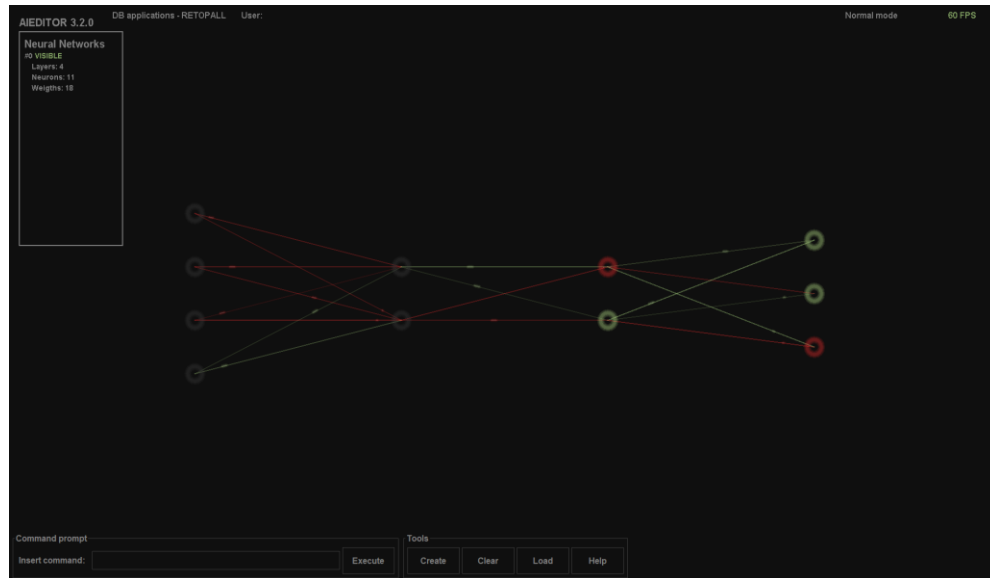 AIEDITOR 3.2.0
DB applications - RETOPALL
User:
Normal mode
60 FPS
Neural Networks
#0 VISIBLE
Layers: 4
Neurons: 11
Weigths: 18
Command prompt
Insert command:
Execute
Tools
Create
Clear
Load
Help